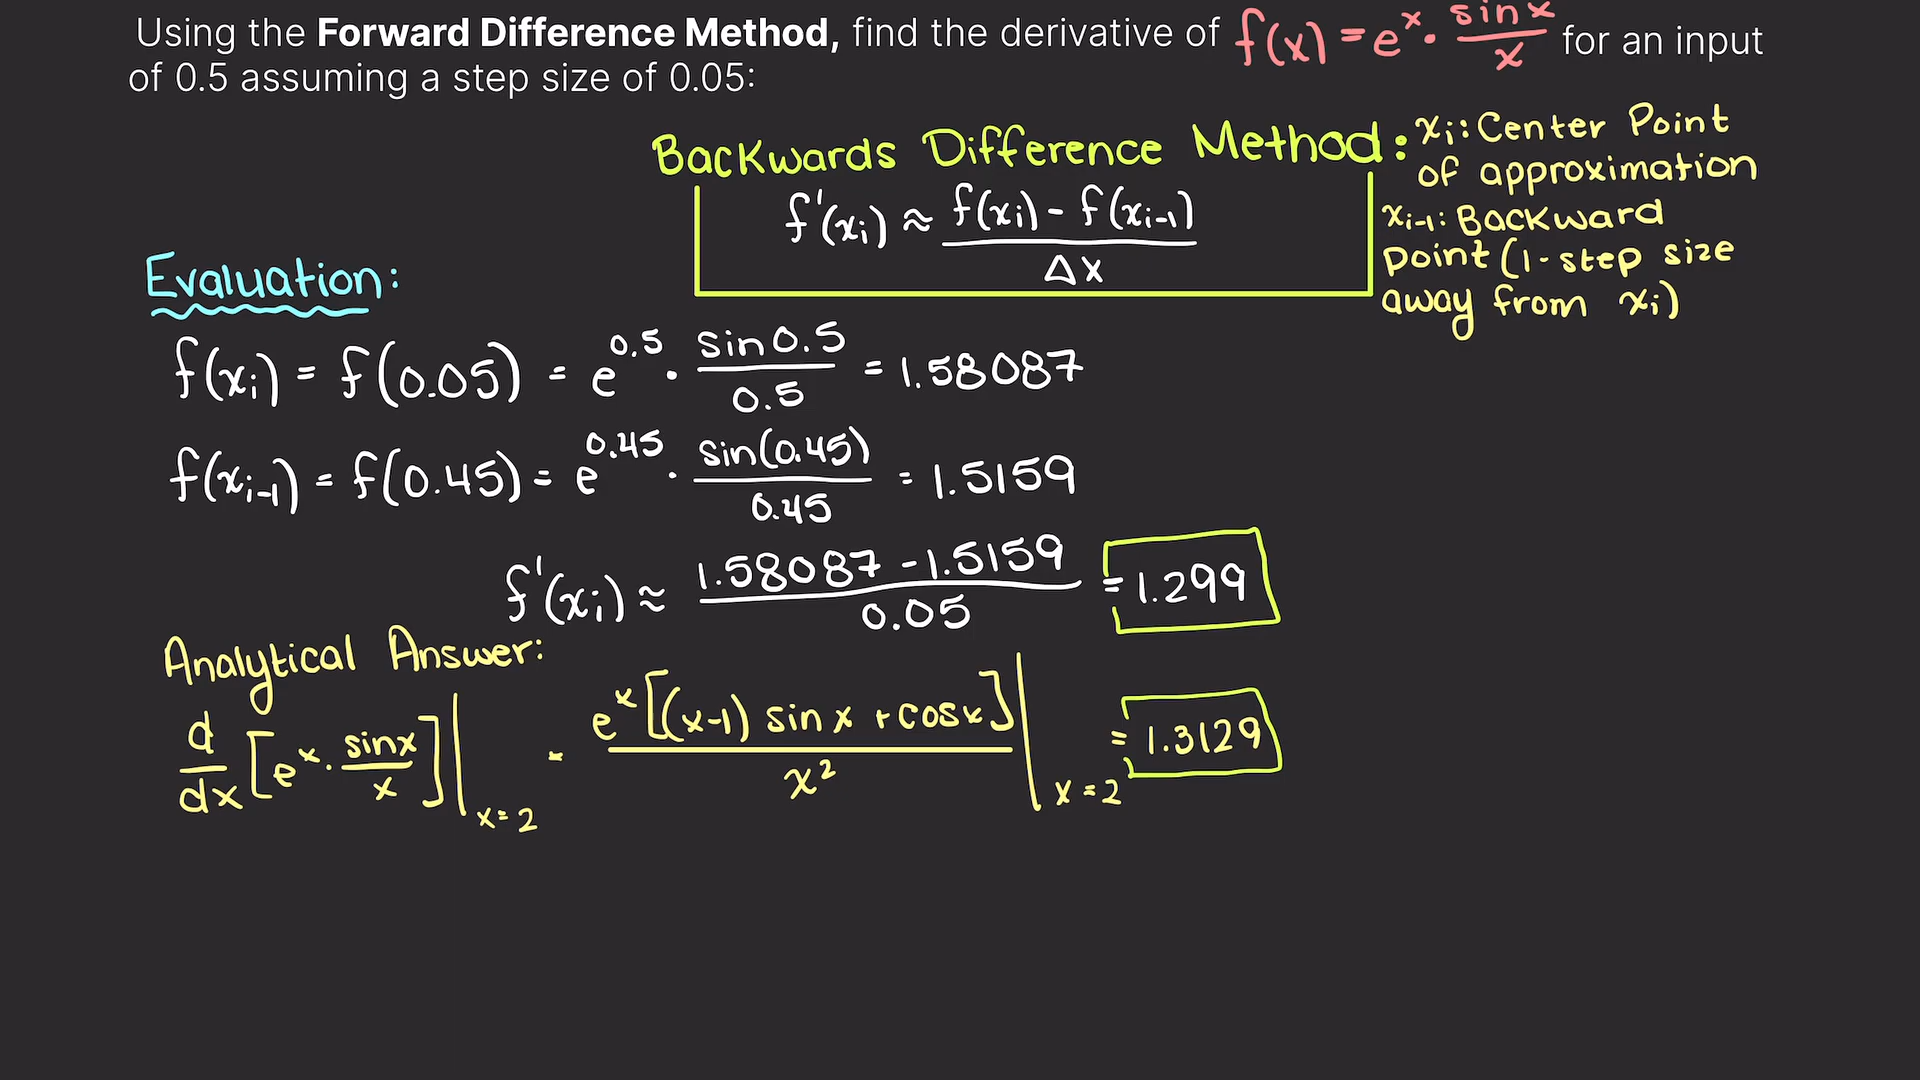 Using the Forward Difference Method, find the derivative of f(x) = e^x · sin x / x for an input
of 0.5 assuming a step size of 0.05:
Backwards Difference Method:
f'(xi) ≈ f(xi) - f(xi-1) / Δx
xi: Center Point
of approximation
xi-1: Backward
Point (1-step size
away from xi)
Evaluation:
f(xi) = f(0.05) = e^0.5 · sin 0.5 / 0.5 = 1.58087
f(xi-1) = f(0.45) = e^0.45 · sin(0.45) / 0.45 = 1.5159
f'(xi) ≈ 1.58087 - 1.5159 / 0.05 = 1.299
Analytical Answer:
d/dx [e^x · sinx / x] | x=2 = e^x [(x-1) sin x + cos x] / x² | x=2 = 1.3129